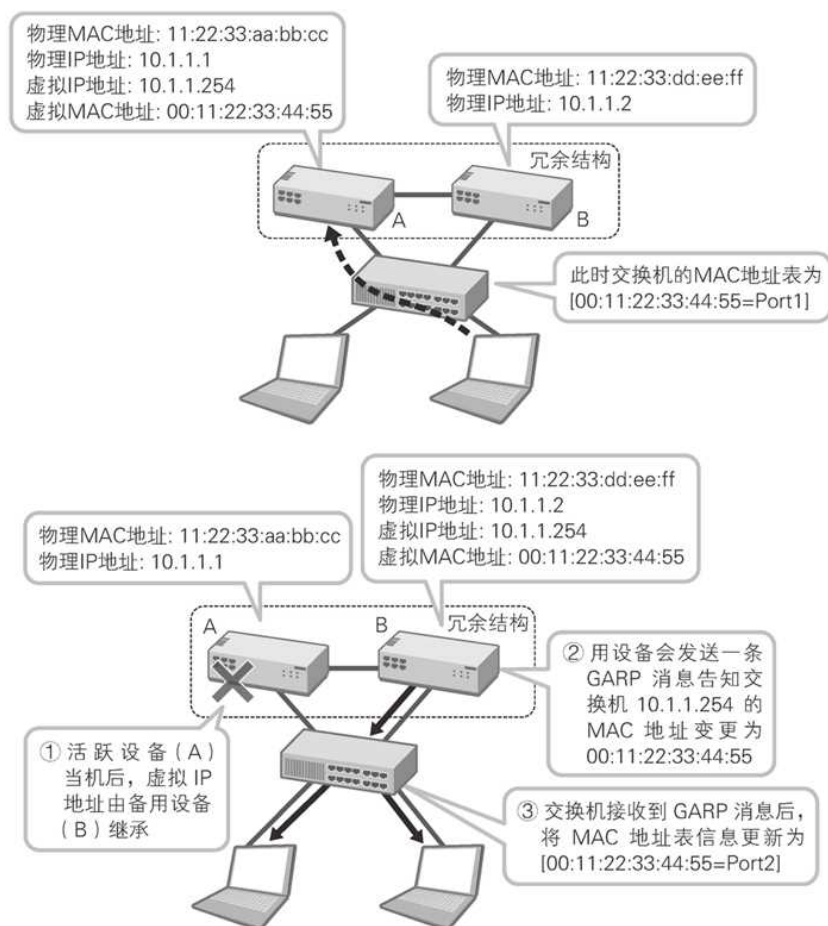 物理MAC地址: 11:22:33:aa:bb:cc
物理IP地址: 10.1.1.1
虚拟IP地址: 10.1.1.254
虚拟MAC地址: 00:11:22:33:44:55
物理MAC地址: 11:22:33:dd:ee:ff
物理IP地址: 10.1.1.2
冗余结构
A
B
此时交换机的MAC地址表为
[00:11:22:33:44:55=Port1]
物理MAC地址: 11:22:33:dd:ee:ff
物理IP地址: 10.1.1.2
虚拟IP地址: 10.1.1.254
虚拟MAC地址: 00:11:22:33:44:55
物理MAC地址: 11:22:33:aa:bb:cc
物理IP地址: 10.1.1.1
A
B
冗余结构
② 用设备会发送一条
GARP 消息告知交
换机 10.1.1.254 的
MAC 地址变更为
00:11:22:33:44:55
① 活跃设备(A)
当机后，虚拟 IP
地址由备用设备
(B)继承
③ 交换机接收到 GARP 消息后，
将 MAC 地址表信息更新为
[00:11:22:33:44:55=Port2]